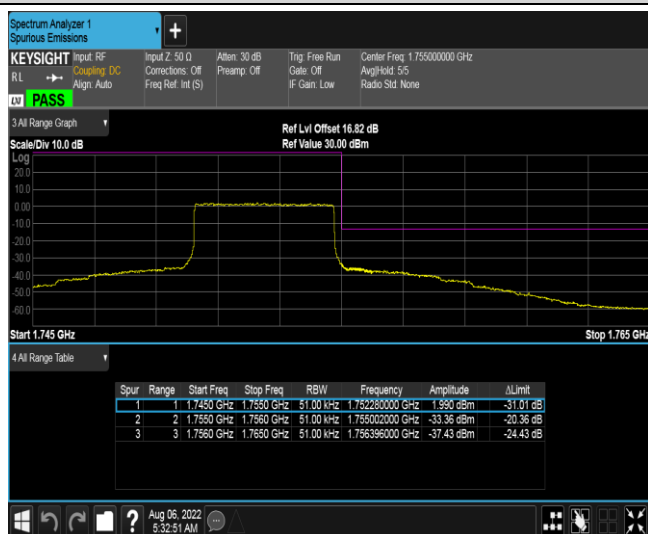 Spectrum Analyzer 1
Spurious Emissions
KEYSIGHT Input: RF Input Z: 50 Ω Atten: 30 dB Trig: Free Run Center Freq: 1.755000000 GHz
RL Coupling: DC Corrections: Off Preamp: Off Gate: Off Avg|Hold: 5/5
Align: Auto Freq Ref: Int (S) IF Gain: Low Radio Std: None
LXI PASS
3 All Range Graph
Ref Lvl Offset 16.82 dB
Scale/Div 10.0 dB Ref Value 30.00 dBm
Log
20.0
10.0
0.00
-10.0
-20.0
-30.0
-40.0
-50.0
-60.0
Start 1.745 GHz Stop 1.765 GHz
4 All Range Table
Spur Range Start Freq Stop Freq RBW Frequency Amplitude ΔLimit
1 1 1.7450 GHz 1.7550 GHz 51.00 kHz 1.752280000 GHz 1.990 dBm -31.01 dB
2 2 1.7550 GHz 1.7560 GHz 51.00 kHz 1.755002000 GHz -33.36 dBm -20.36 dB
3 3 1.7560 GHz 1.7650 GHz 51.00 kHz 1.756396000 GHz -37.43 dBm -24.43 dB
Aug 06, 2022
5:32:51 AM